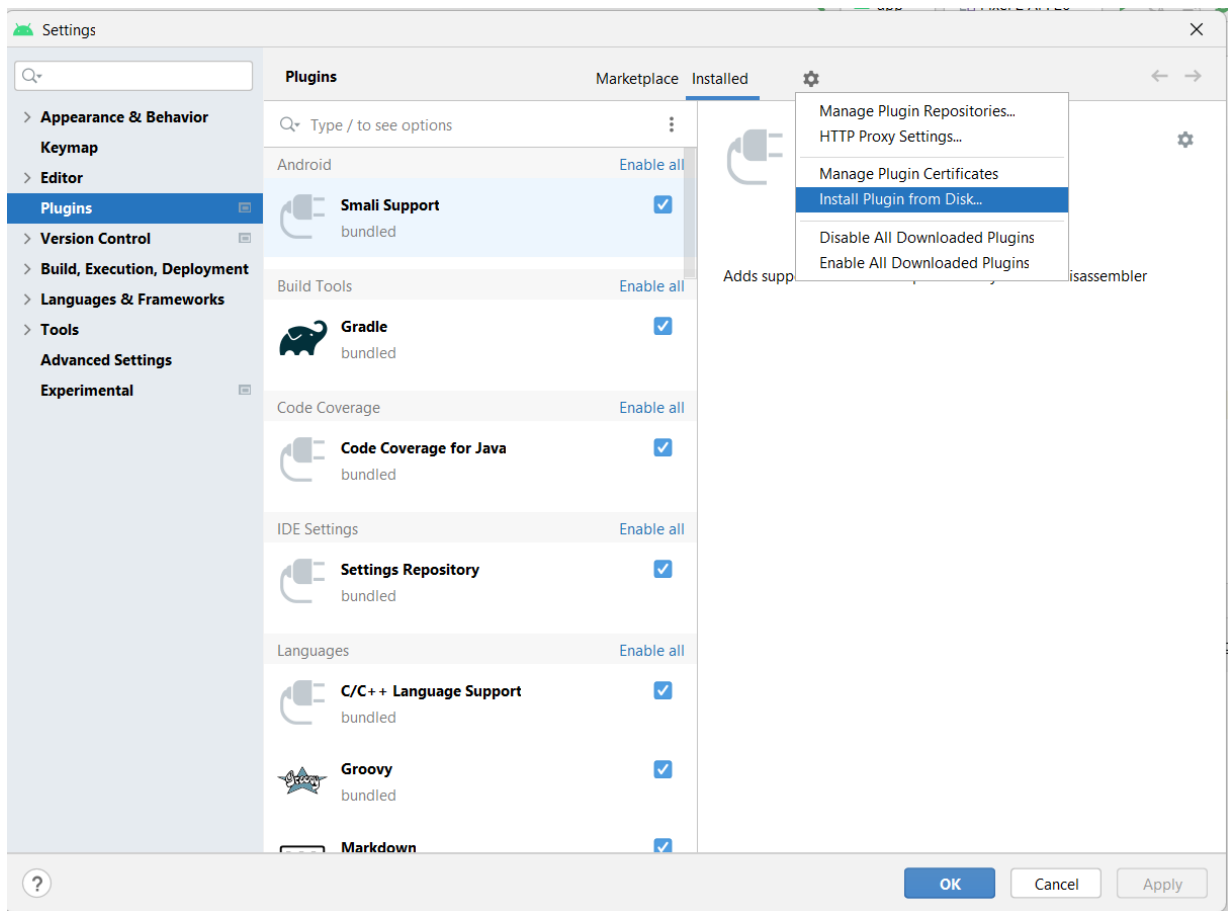 Settings
Plugins
Marketplace Installed
Appearance & Behavior
Keymap
Editor
Plugins
Version Control
Build, Execution, Deployment
Languages & Frameworks
Tools
Advanced Settings
Experimental
Type / to see options
Android Enable all
Smali Support
bundled
Build Tools Enable all
Gradle
bundled
Code Coverage Enable all
Code Coverage for Java
bundled
IDE Settings Enable all
Settings Repository
bundled
Languages Enable all
C/C++ Language Support
bundled
Groovy
bundled
Markdown
Manage Plugin Repositories...
HTTP Proxy Settings...
Manage Plugin Certificates
Install Plugin from Disk...
Disable All Downloaded Plugins
Enable All Downloaded Plugins
Adds supp
isassembler
?
OK
Cancel
Apply